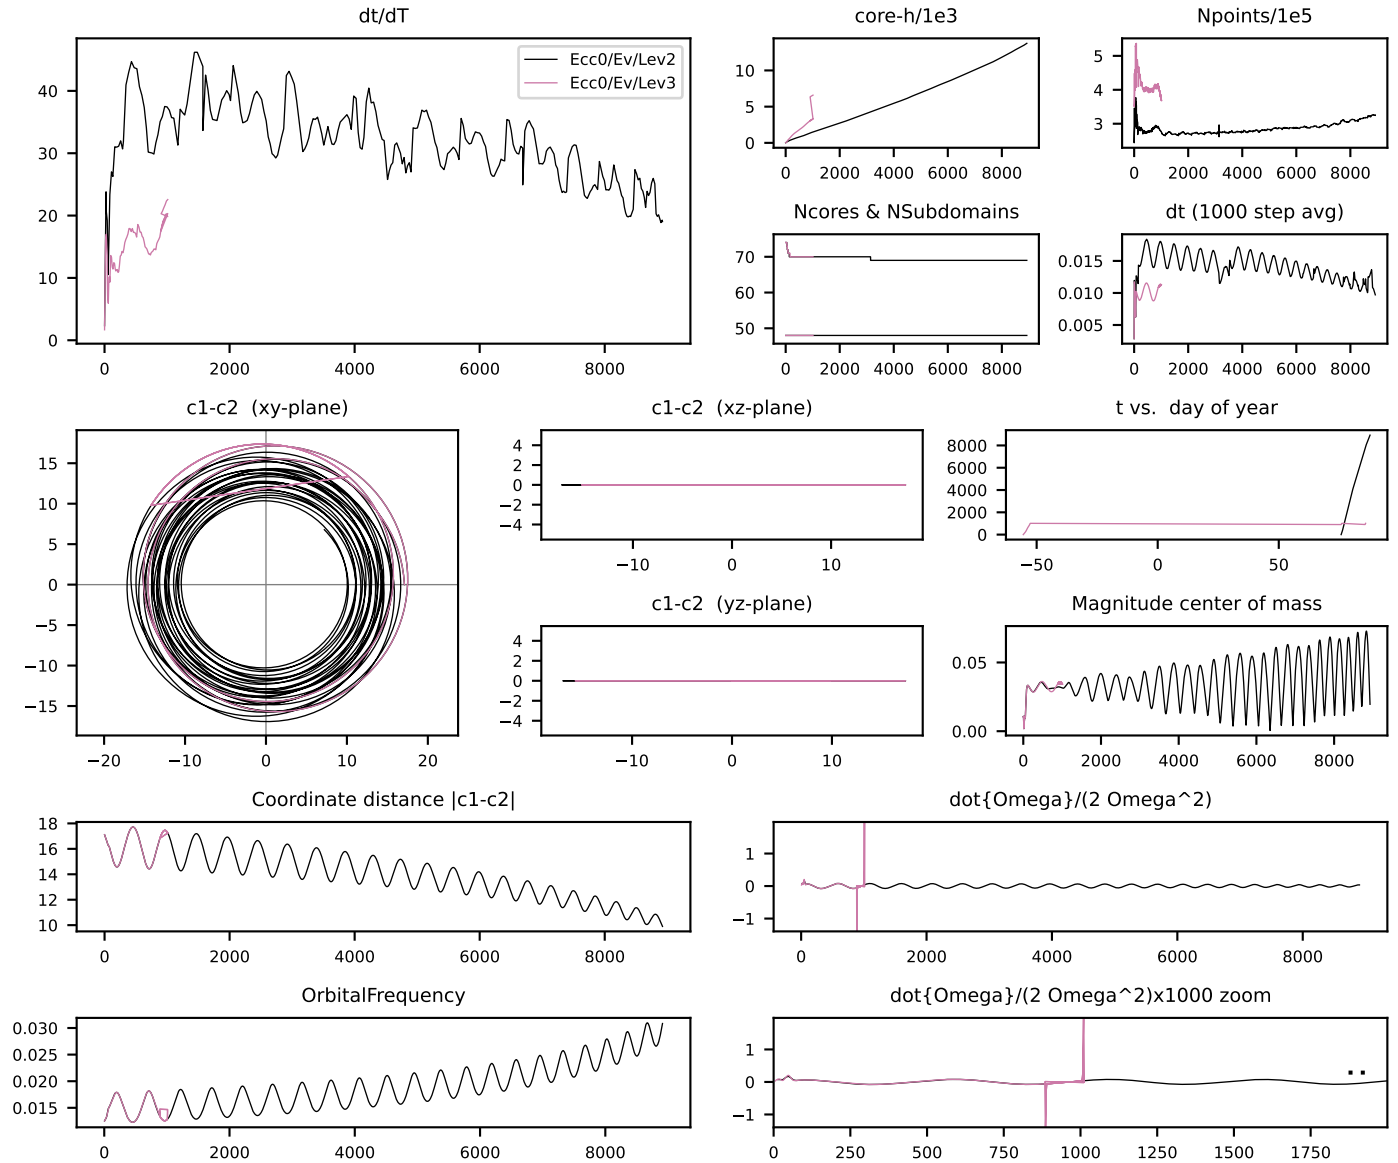 dt/dT
core-h/1e3
Npoints/1e5
Ecc0/Ev/Lev2
Ecc0/Ev/Lev3
40
30
20
10
0
0 2000 4000 6000 8000
10
5
0
0 2000 4000 6000 8000
5
4
3
0 2000 4000 6000 8000
Ncores & NSubdomains
dt (1000 step avg)
70
60
50
0 2000 4000 6000 8000
0.015
0.010
0.005
0 2000 4000 6000 8000
c1-c2 (xy-plane)
c1-c2 (xz-plane)
t vs. day of year
15
10
5
0
−5
−10
−15
−20 −10 0 10 20
4
2
0
−2
−4
−10 0 10
8000
6000
4000
2000
0
−50 0 50
c1-c2 (yz-plane)
Magnitude center of mass
4
2
0
−2
−4
−10 0 10
0.05
0.00
0 2000 4000 6000 8000
Coordinate distance |c1-c2|
dot{Omega}/(2 Omega^2)
18
16
14
12
10
0 2000 4000 6000 8000
1
0
−1
0 2000 4000 6000 8000
OrbitalFrequency
dot{Omega}/(2 Omega^2)x1000 zoom
0.030
0.025
0.020
0.015
0 2000 4000 6000 8000
1
0
−1
0 250 500 750 1000 1250 1500 1750